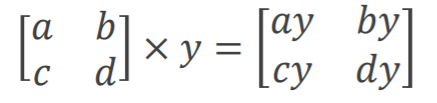 [a b
c d] × y = [ay by
cy dy]